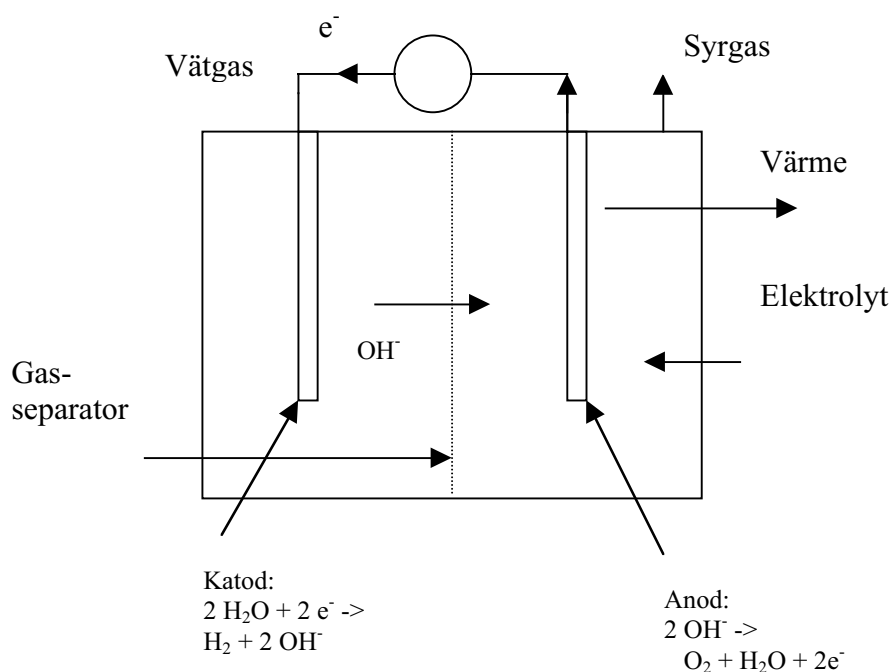 e⁻
Vätgas
Syrgas
Värme
Elektrolyt
OH⁻
Gas-
separator
Katod:
2 H₂O + 2 e⁻ ->
H₂ + 2 OH⁻
Anod:
2 OH⁻ ->
O₂ + H₂O + 2e⁻